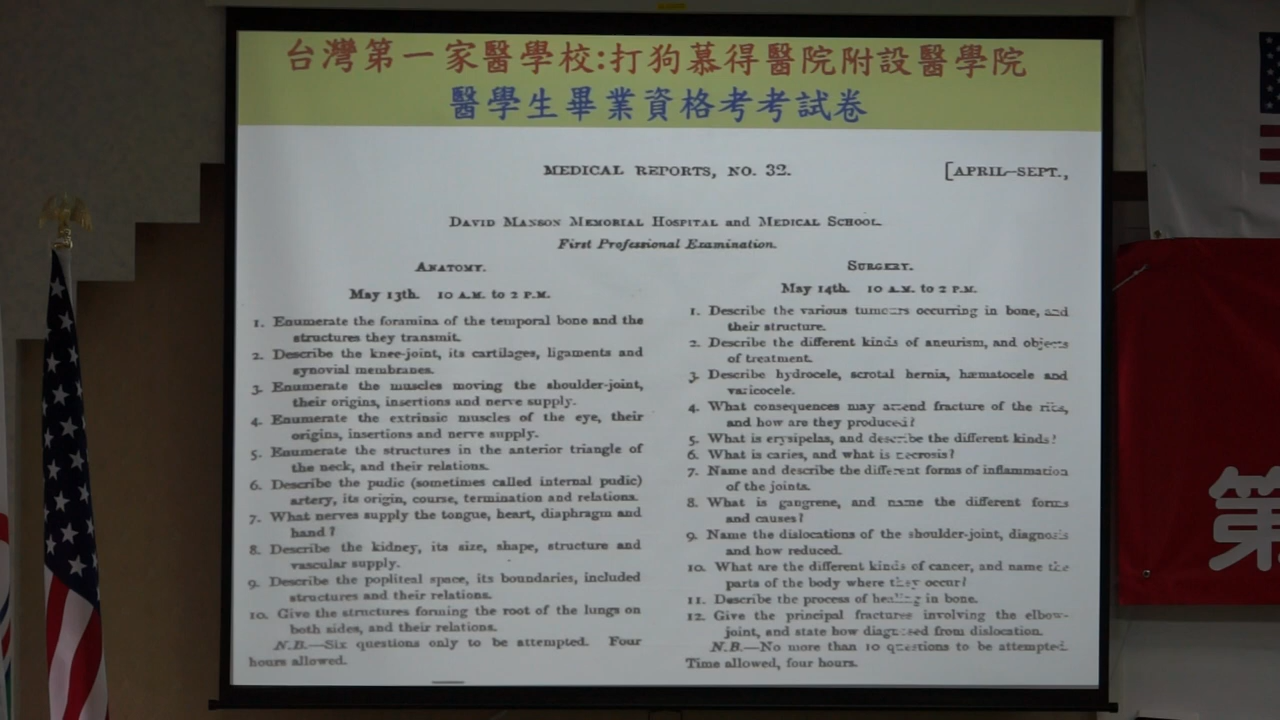 台灣第一家醫學校:打狗慕得醫院附設醫學院
醫學生畢業資格考考試卷
MEDICAL REPORTS, NO. 32.
[APRIL–SEPT.,
DAVID MANSON MEMORIAL HOSPITAL and MEDICAL SCHOOL.
First Professional Examination.
ANATOMY.
May 13th. 10 A.M. to 2 P.M.
1. Enumerate the foramina of the temporal bone and the
structures they transmit.
2. Describe the knee-joint, its cartilages, ligaments and
synovial membranes.
3. Enumerate the muscles moving the shoulder-joint,
their origins, insertions and nerve supply.
4. Enumerate the extrinsic muscles of the eye, their
origins, insertions and nerve supply.
5. Enumerate the structures in the anterior triangle of
the neck, and their relations.
6. Describe the pudic (sometimes called internal pudic)
artery, its origin, course, termination and relations.
7. What nerves supply the tongue, heart, diaphragm and
hand?
8. Describe the kidney, its size, shape, structure and
vascular supply.
9. Describe the popliteal space, its boundaries, included
structures and their relations.
10. Give the structures forming the root of the lungs on
both sides, and their relations.
N.B.—Six questions only to be attempted. Four
hours allowed.
SURGERY.
May 14th. 10 A.M. to 2 P.M.
1. Describe the various tumours occurring in bone, and
their structure.
2. Describe the different kinds of aneurism, and objects
of treatment.
3. Describe hydrocele, scrotal hernia, hæmatocele and
varicocele.
4. What consequences may attend fracture of the ribs,
and how are they produced?
5. What is erysipelas, and describe the different kinds?
6. What is caries, and what is necrosis?
7. Name and describe the different forms of inflammation
of the joints.
8. What is gangrene, and name the different forms
and causes?
9. Name the dislocations of the shoulder-joint, diagnosis
and how reduced.
10. What are the different kinds of cancer, and name the
parts of the body where they occur?
11. Describe the process of healing in bone.
12. Give the principal fractures involving the elbow-
joint, and state how diagnosed from dislocation.
N.B.—No more than 10 questions to be attempted.
Time allowed, four hours.
第